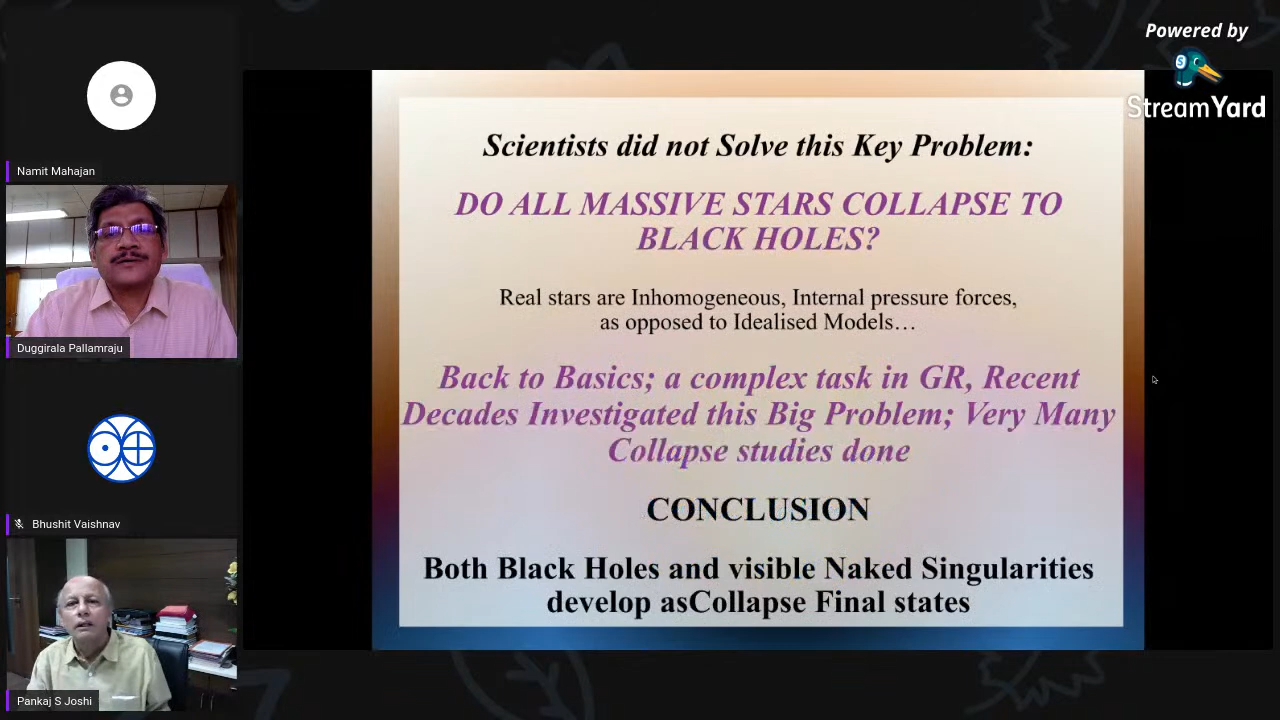 Powered by
StreamYard
Namit Mahajan
Duggirala Pallamraju
Bhushit Vaishnav
Pankaj S Joshi
Scientists did not Solve this Key Problem:
DO ALL MASSIVE STARS COLLAPSE TO
BLACK HOLES?
Real stars are Inhomogeneous, Internal pressure forces,
as opposed to Idealised Models…
Back to Basics; a complex task in GR, Recent
Decades Investigated this Big Problem; Very Many
Collapse studies done
CONCLUSION
Both Black Holes and visible Naked Singularities
develop asCollapse Final states